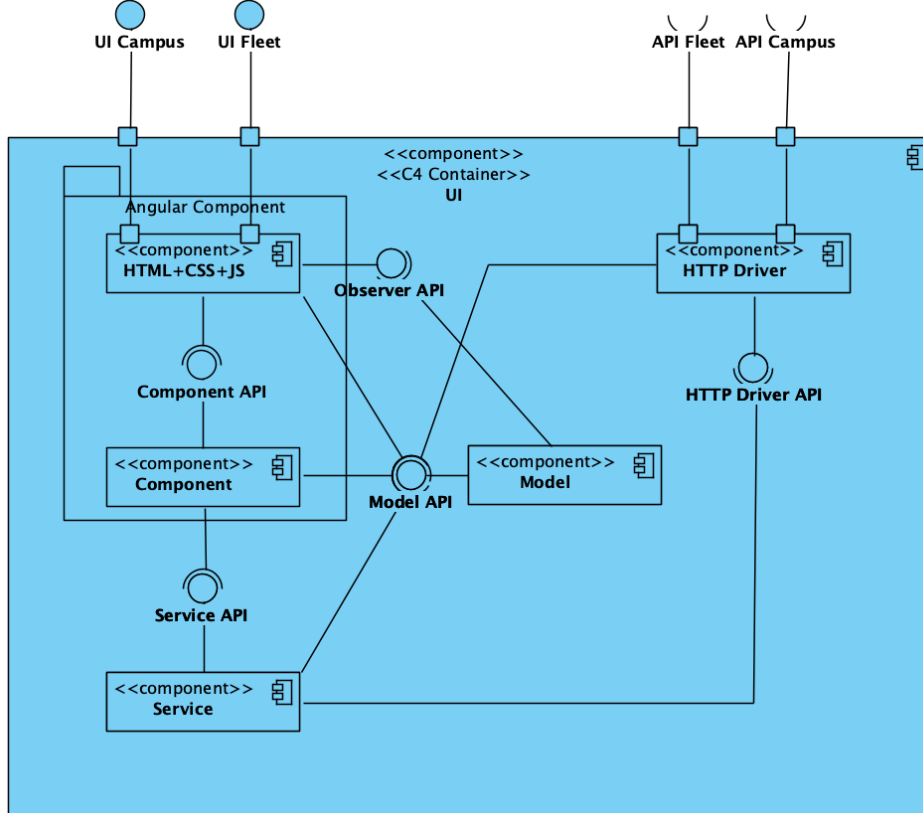 UI Campus
UI Fleet
API Fleet
API Campus
<<component>>
<<C4 Container>>
UI
Angular Component
<<component>>
HTML+CSS+JS
<<component>>
HTTP Driver
Observer API
Component API
HTTP Driver API
<<component>>
Component
Model API
<<component>>
Model
Service API
<<component>>
Service